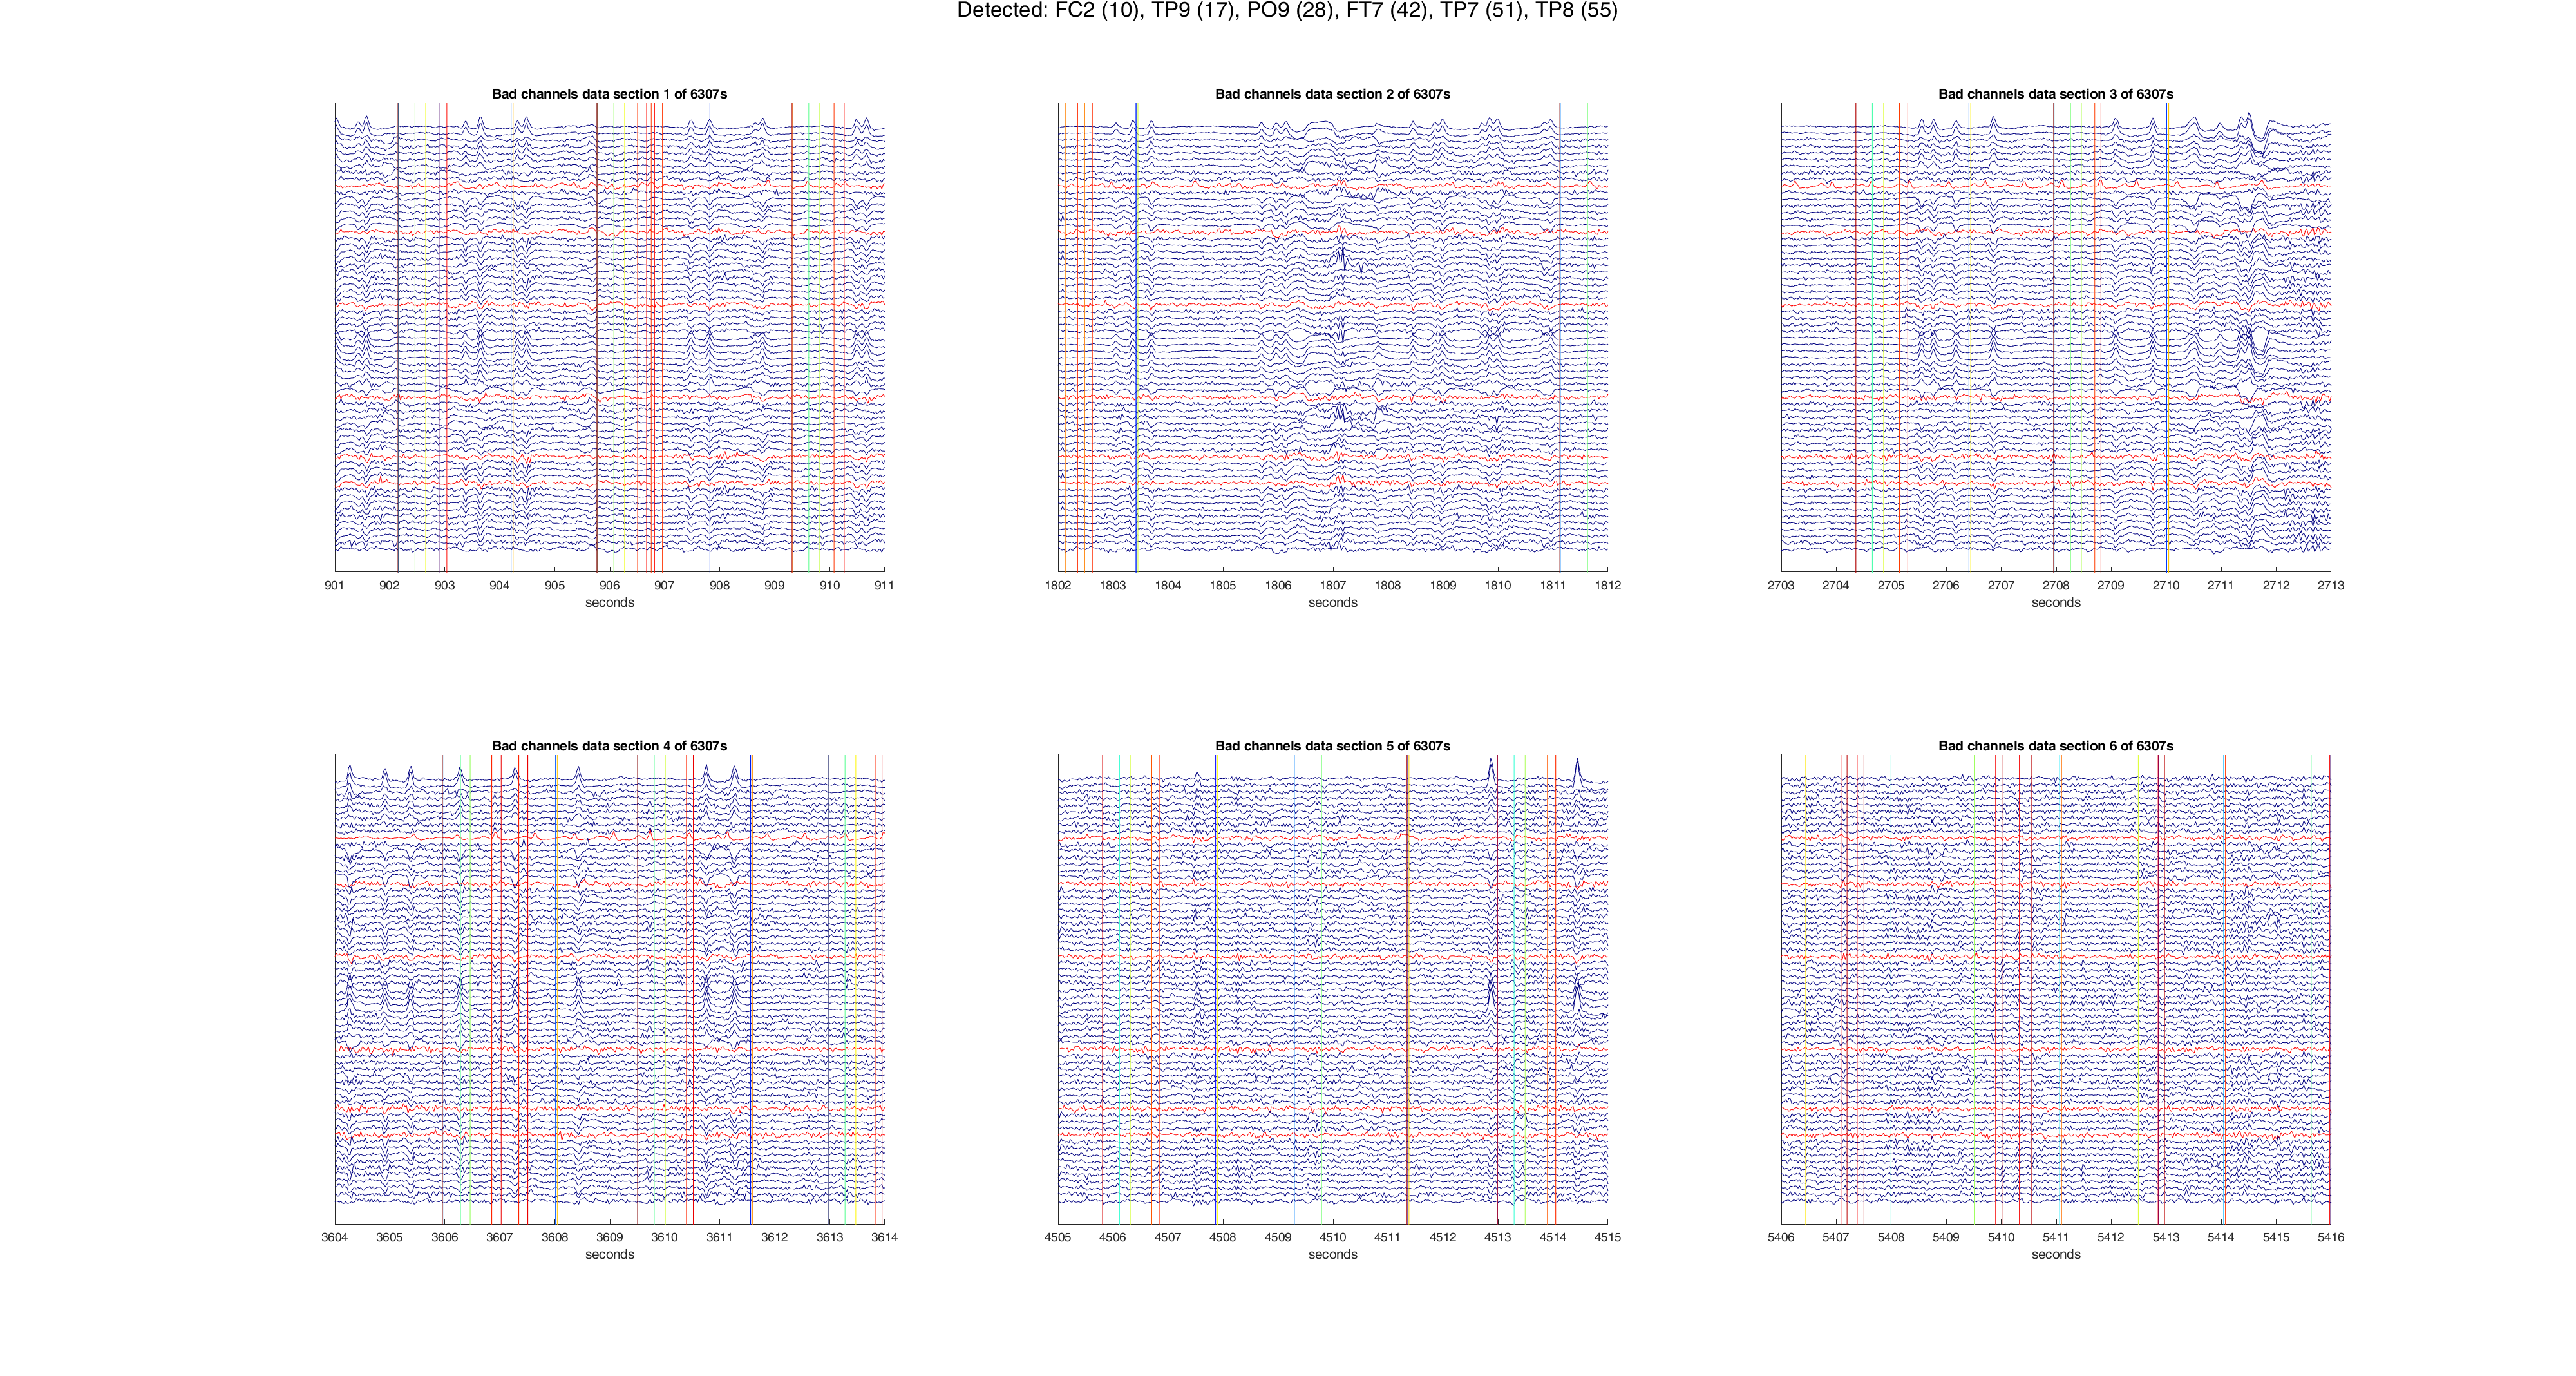 Detected: FC2 (10), TP9 (17), PO9 (28), FT7 (42), TP7 (51), TP8 (55)
Bad channels data section 1 of 6307s
901 902 903 904 905 906 907 908 909 910 911
seconds
Bad channels data section 2 of 6307s
1802 1803 1804 1805 1806 1807 1808 1809 1810 1811 1812
seconds
Bad channels data section 3 of 6307s
2703 2704 2705 2706 2707 2708 2709 2710 2711 2712 2713
seconds
Bad channels data section 4 of 6307s
3604 3605 3606 3607 3608 3609 3610 3611 3612 3613 3614
seconds
Bad channels data section 5 of 6307s
4505 4506 4507 4508 4509 4510 4511 4512 4513 4514 4515
seconds
Bad channels data section 6 of 6307s
5406 5407 5408 5409 5410 5411 5412 5413 5414 5415 5416
seconds